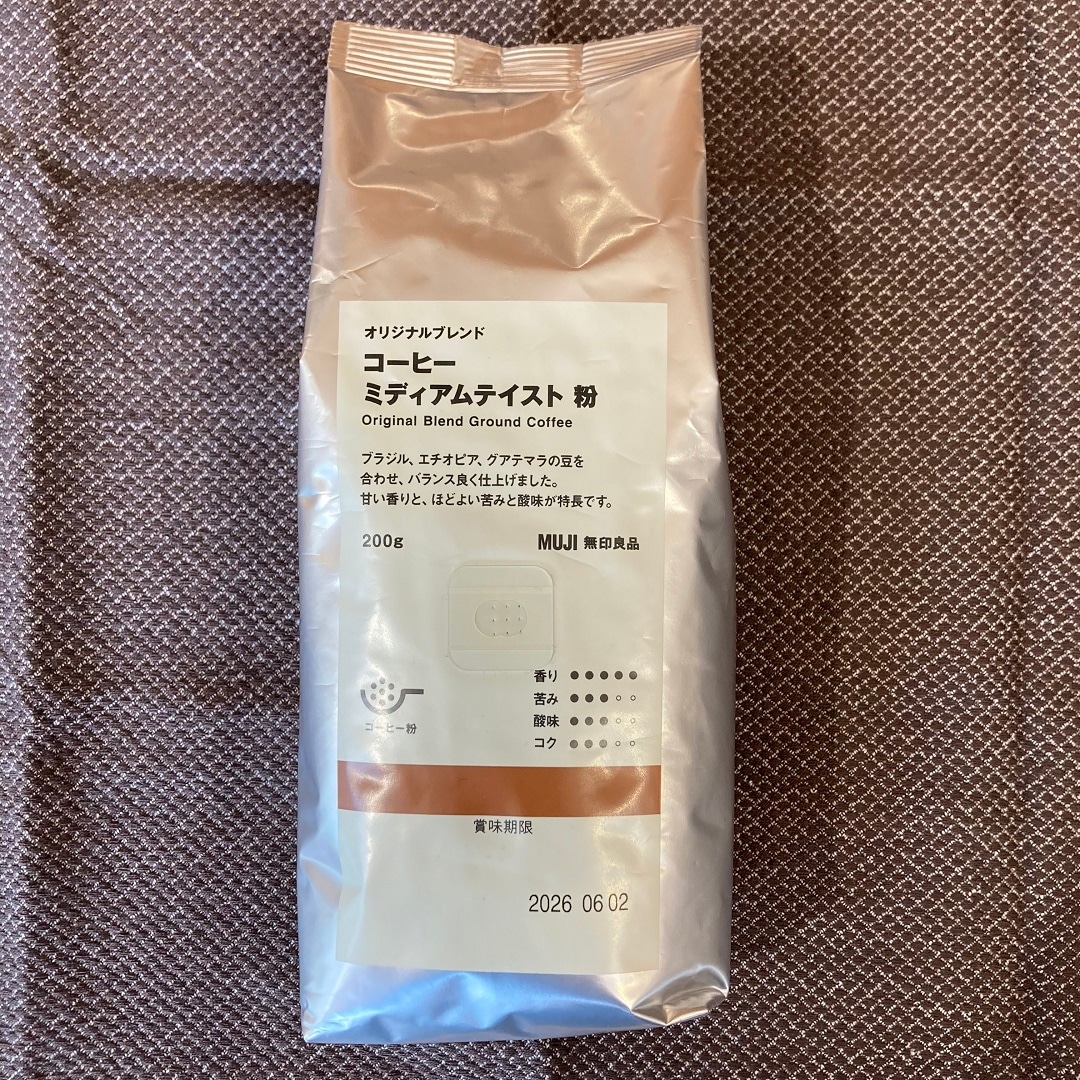 オリジナルブレンド
コーヒー
ミディアムテイスト 粉
Original Blend Ground Coffee
ブラジル、エチオピア、グアテマラの豆を
合わせ、バランス良く仕上げました。
甘い香りと、ほどよい苦みと酸味が特長です。
200g MUJI 無印良品
香り ●●●●●
苦み ●●●○○
酸味 ●●●○○
コク ●●●○○
コーヒー粉
賞味期限
2026 06 02